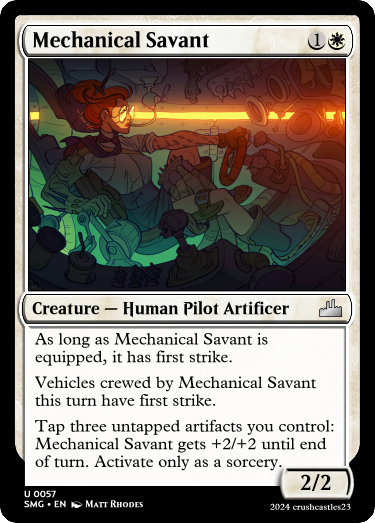 Mechanical Savant 1
Creature — Human Pilot Artificer
As long as Mechanical Savant is
equipped, it has first strike.
Vehicles crewed by Mechanical Savant
this turn have first strike.
Tap three untapped artifacts you control:
Mechanical Savant gets +2/+2 until end
of turn. Activate only as a sorcery.
2/2
U 0057
SMG • EN Matt Rhodes
2024 crushcastles23